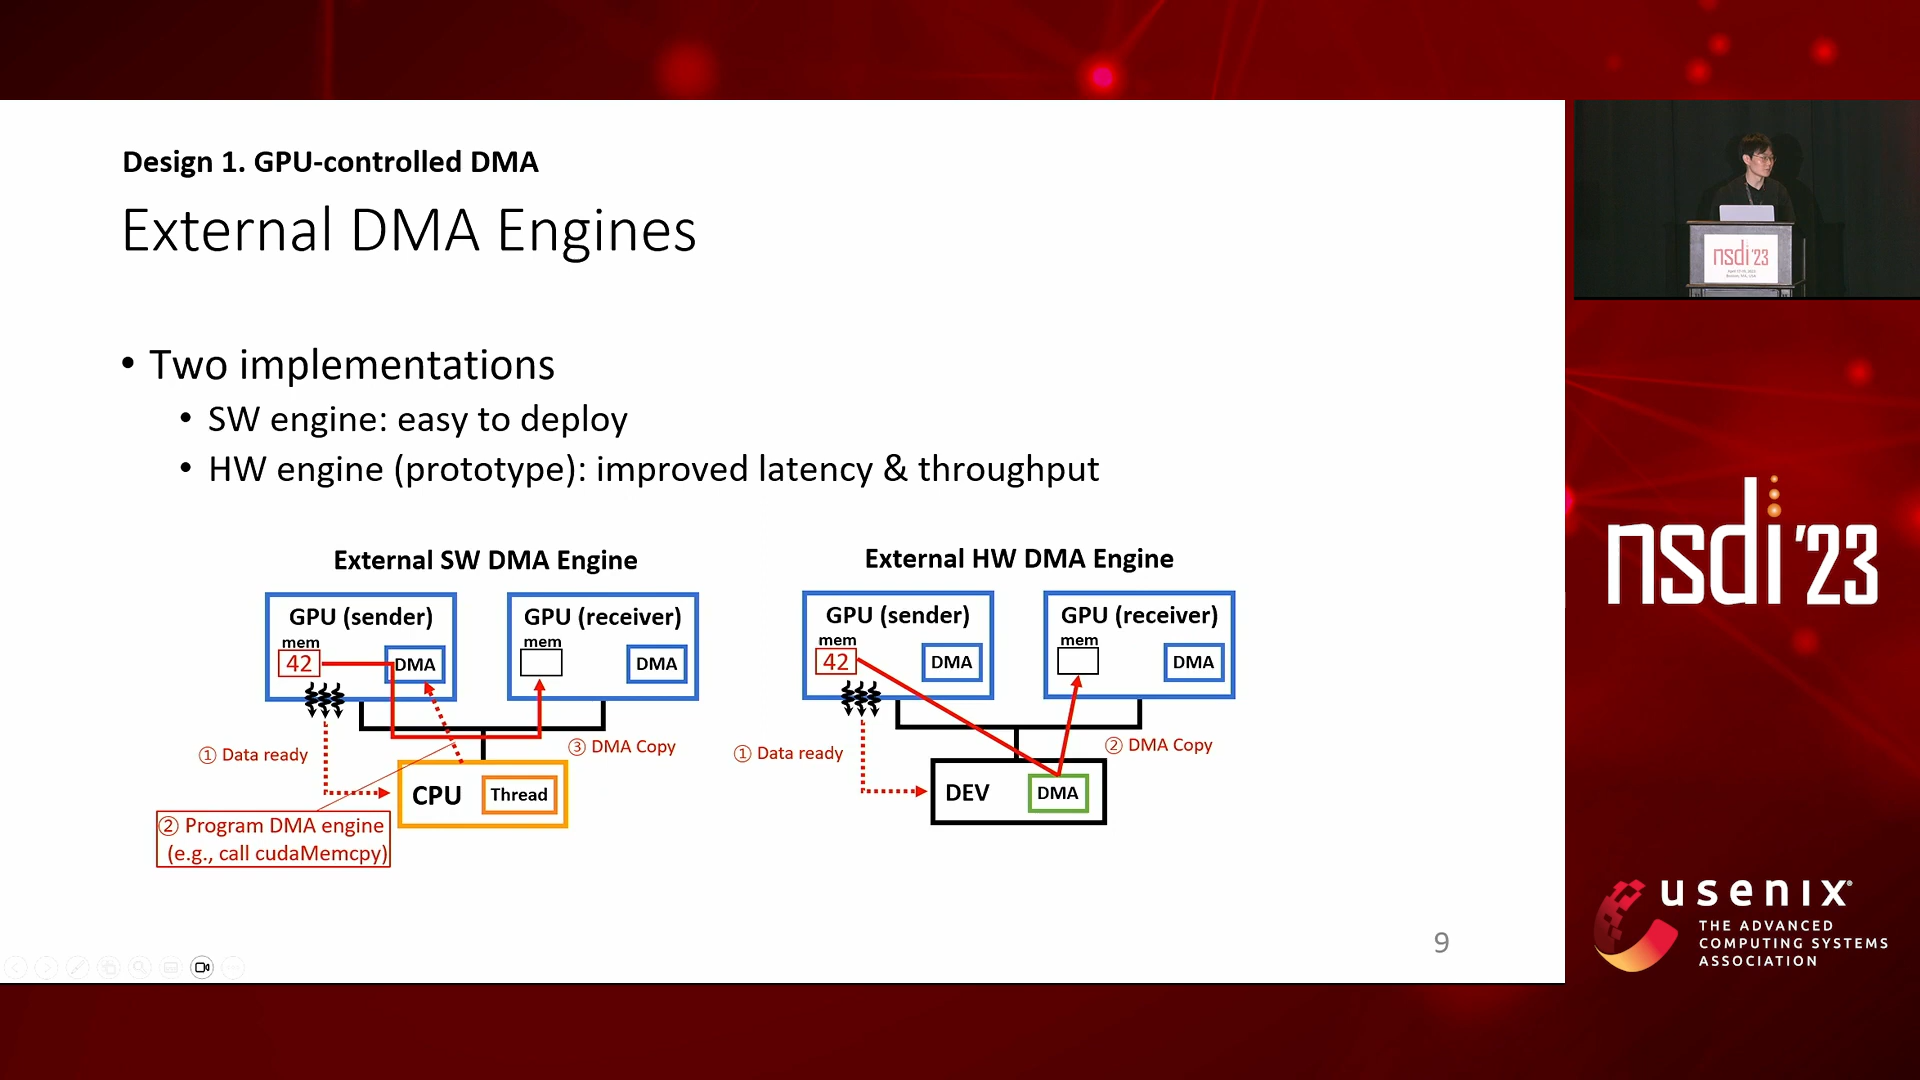 Design 1. GPU-controlled DMA
External DMA Engines
• Two implementations
• SW engine: easy to deploy
• HW engine (prototype): improved latency & throughput
External SW DMA Engine
GPU (sender)
mem
42
DMA
GPU (receiver)
mem
DMA
① Data ready
③ DMA Copy
CPU
Thread
② Program DMA engine
(e.g., call cudaMemcpy)
External HW DMA Engine
GPU (sender)
mem
42
DMA
GPU (receiver)
mem
DMA
① Data ready
② DMA Copy
DEV
DMA
9
nsdi'23
nsdi'23
usenix®
THE ADVANCED
COMPUTING SYSTEMS
ASSOCIATION